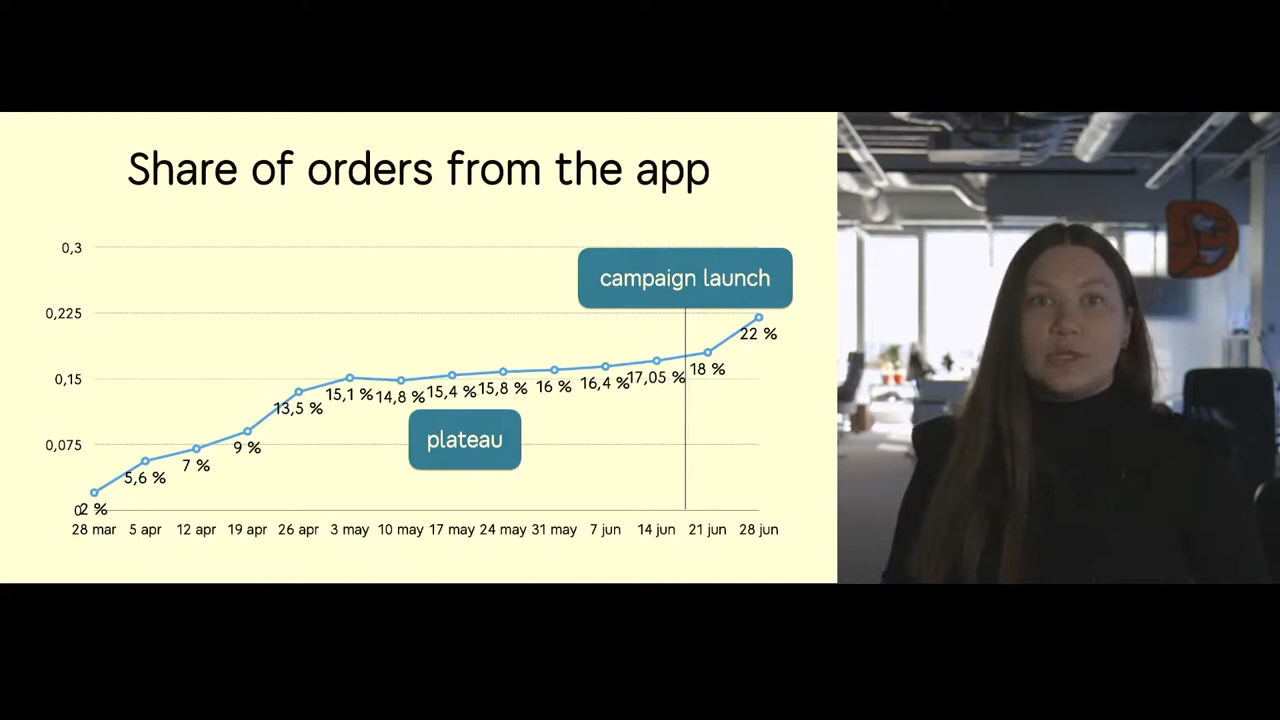 Share of orders from the app
0,3
campaign launch
0,225
22 %
0,15
13,5 %
15,1 %
14,8 %
15,4 %
15,8 %
16 %
16,4 %
17,05 %
18 %
plateau
0,075
9 %
7 %
5,6 %
0
2 %
28 mar
5 apr
12 apr
19 apr
26 apr
3 may
10 may
17 may
24 may
31 may
7 jun
14 jun
21 jun
28 jun